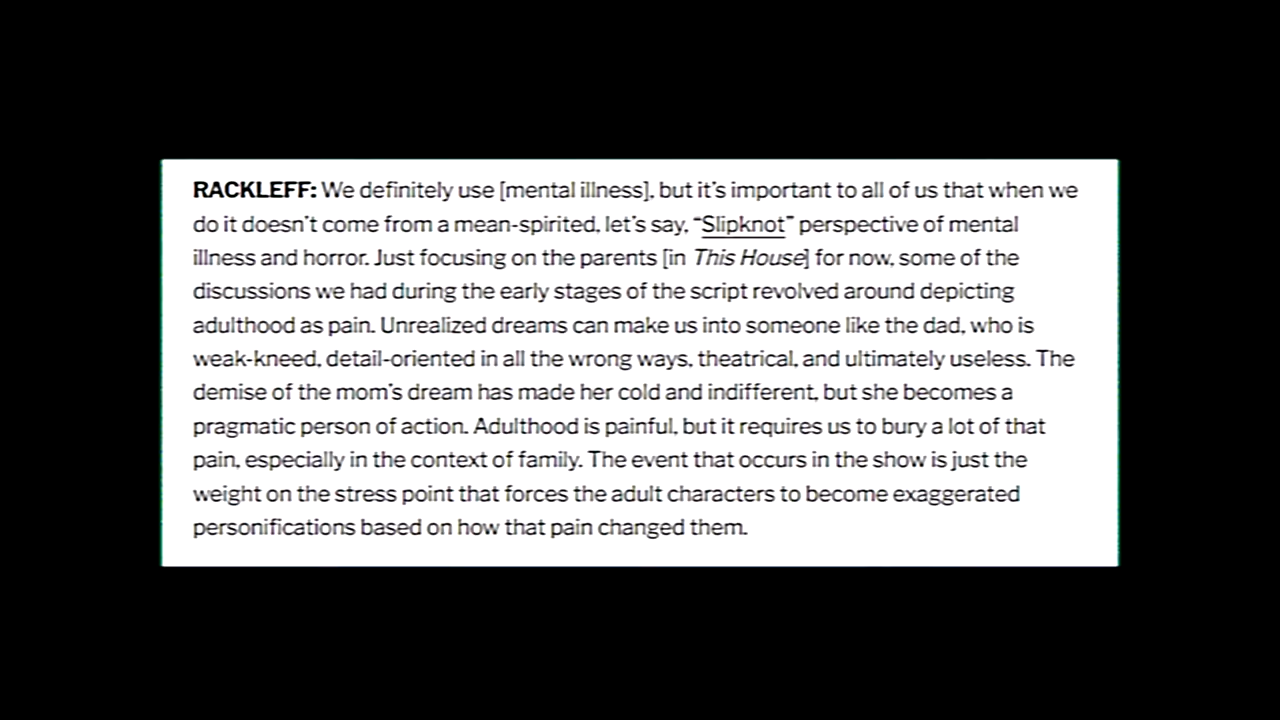 RACKLEFF: We definitely use [mental illness], but it's important to all of us that when we
do it doesn't come from a mean-spirited, let's say, "Slipknot" perspective of mental
illness and horror. Just focusing on the parents [in This House] for now, some of the
discussions we had during the early stages of the script revolved around depicting
adulthood as pain. Unrealized dreams can make us into someone like the dad, who is
weak-kneed, detail-oriented in all the wrong ways, theatrical, and ultimately useless. The
demise of the mom's dream has made her cold and indifferent, but she becomes a
pragmatic person of action. Adulthood is painful, but it requires us to bury a lot of that
pain, especially in the context of family. The event that occurs in the show is just the
weight on the stress point that forces the adult characters to become exaggerated
personifications based on how that pain changed them.